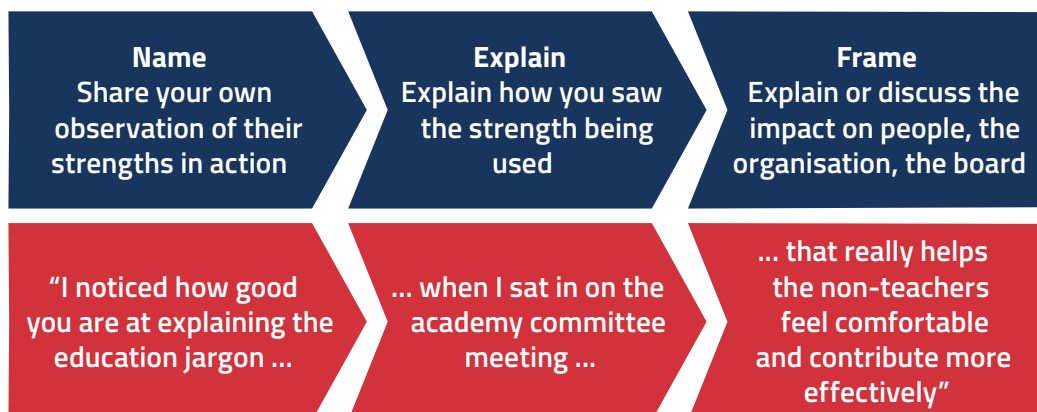 Name
Share your own
observation of their
strengths in action
Explain
Explain how you saw
the strength being
used
Frame
Explain or discuss the
impact on people, the
organisation, the board
“I noticed how good
you are at explaining the
education jargon ...
... when I sat in on the
academy committee
meeting ...
... that really helps
the non-teachers
feel comfortable
and contribute more
effectively”